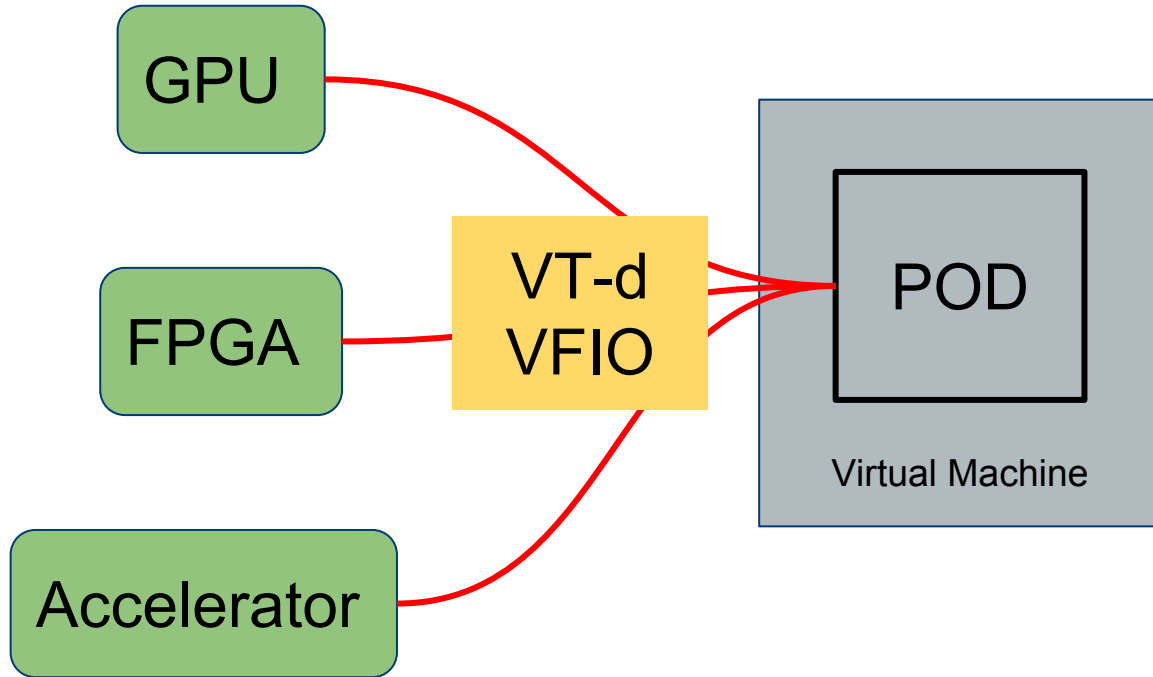 GPU
FPGA
Accelerator
VT-d
VFIO
POD
Virtual Machine